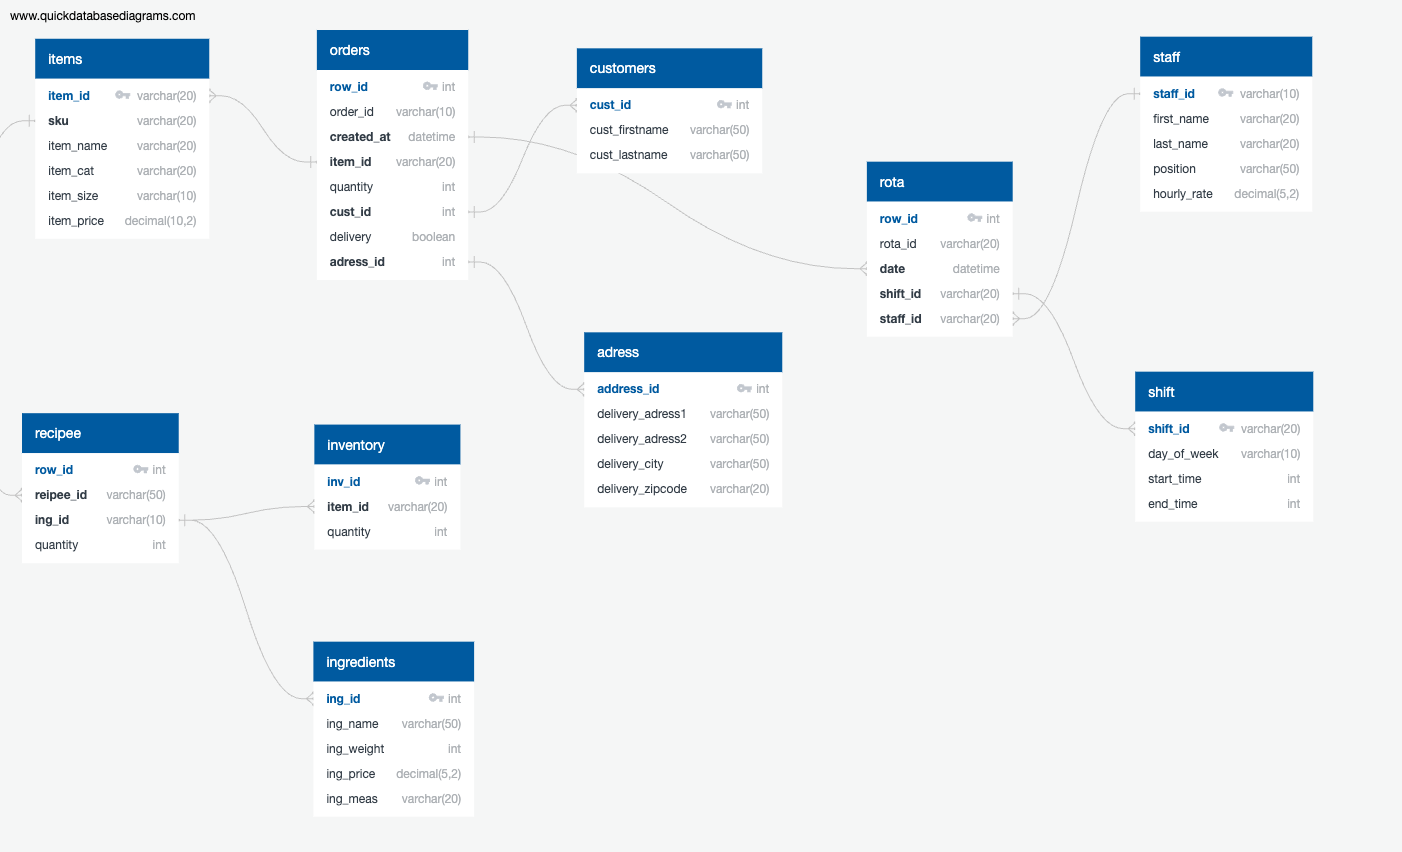 www.quickdatabasediagrams.com
items
item_id varchar(20)
sku varchar(20)
item_name varchar(20)
item_cat varchar(20)
item_size varchar(10)
item_price decimal(10,2)
orders
row_id int
order_id varchar(10)
created_at datetime
item_id varchar(20)
quantity int
cust_id int
delivery boolean
adress_id int
customers
cust_id int
cust_firstname varchar(50)
cust_lastname varchar(50)
staff
staff_id varchar(10)
first_name varchar(20)
last_name varchar(20)
position varchar(50)
hourly_rate decimal(5,2)
rota
row_id int
rota_id varchar(20)
date datetime
shift_id varchar(20)
staff_id varchar(20)
adress
address_id int
delivery_adress1 varchar(50)
delivery_adress2 varchar(50)
delivery_city varchar(50)
delivery_zipcode varchar(20)
shift
shift_id varchar(20)
day_of_week varchar(10)
start_time int
end_time int
recipee
row_id int
reipee_id varchar(50)
ing_id varchar(10)
quantity int
inventory
inv_id int
item_id varchar(20)
quantity int
ingredients
ing_id int
ing_name varchar(50)
ing_weight int
ing_price decimal(5,2)
ing_meas varchar(20)